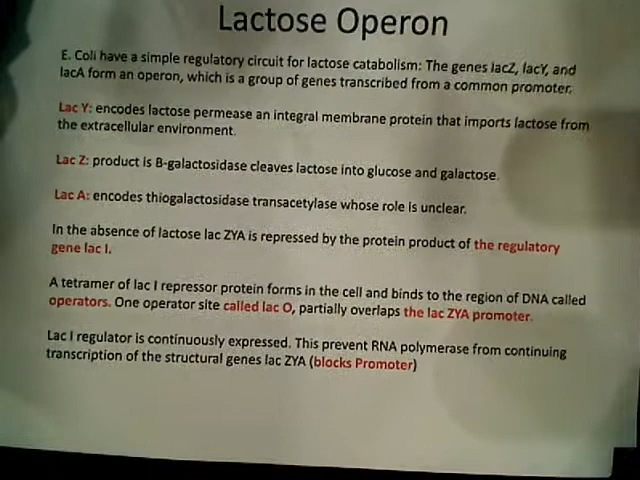 Lactose Operon
E. Coli have a simple regulatory circuit for lactose catabolism: The genes lacZ, lacY, and
lacA form an operon, which is a group of genes transcribed from a common promoter.
Lac Y: encodes lactose permease an integral membrane protein that imports lactose from
the extracellular environment.
Lac Z: product is B-galactosidase cleaves lactose into glucose and galactose.
Lac A: encodes thiogalactosidase transacetylase whose role is unclear.
In the absence of lactose lac ZYA is repressed by the protein product of the regulatory
gene lac I.
A tetramer of lac I repressor protein forms in the cell and binds to the region of DNA called
operators. One operator site called lac O, partially overlaps the lac ZYA promoter.
Lac I regulator is continuously expressed. This prevent RNA polymerase from continuing
transcription of the structural genes lac ZYA (blocks Promoter)